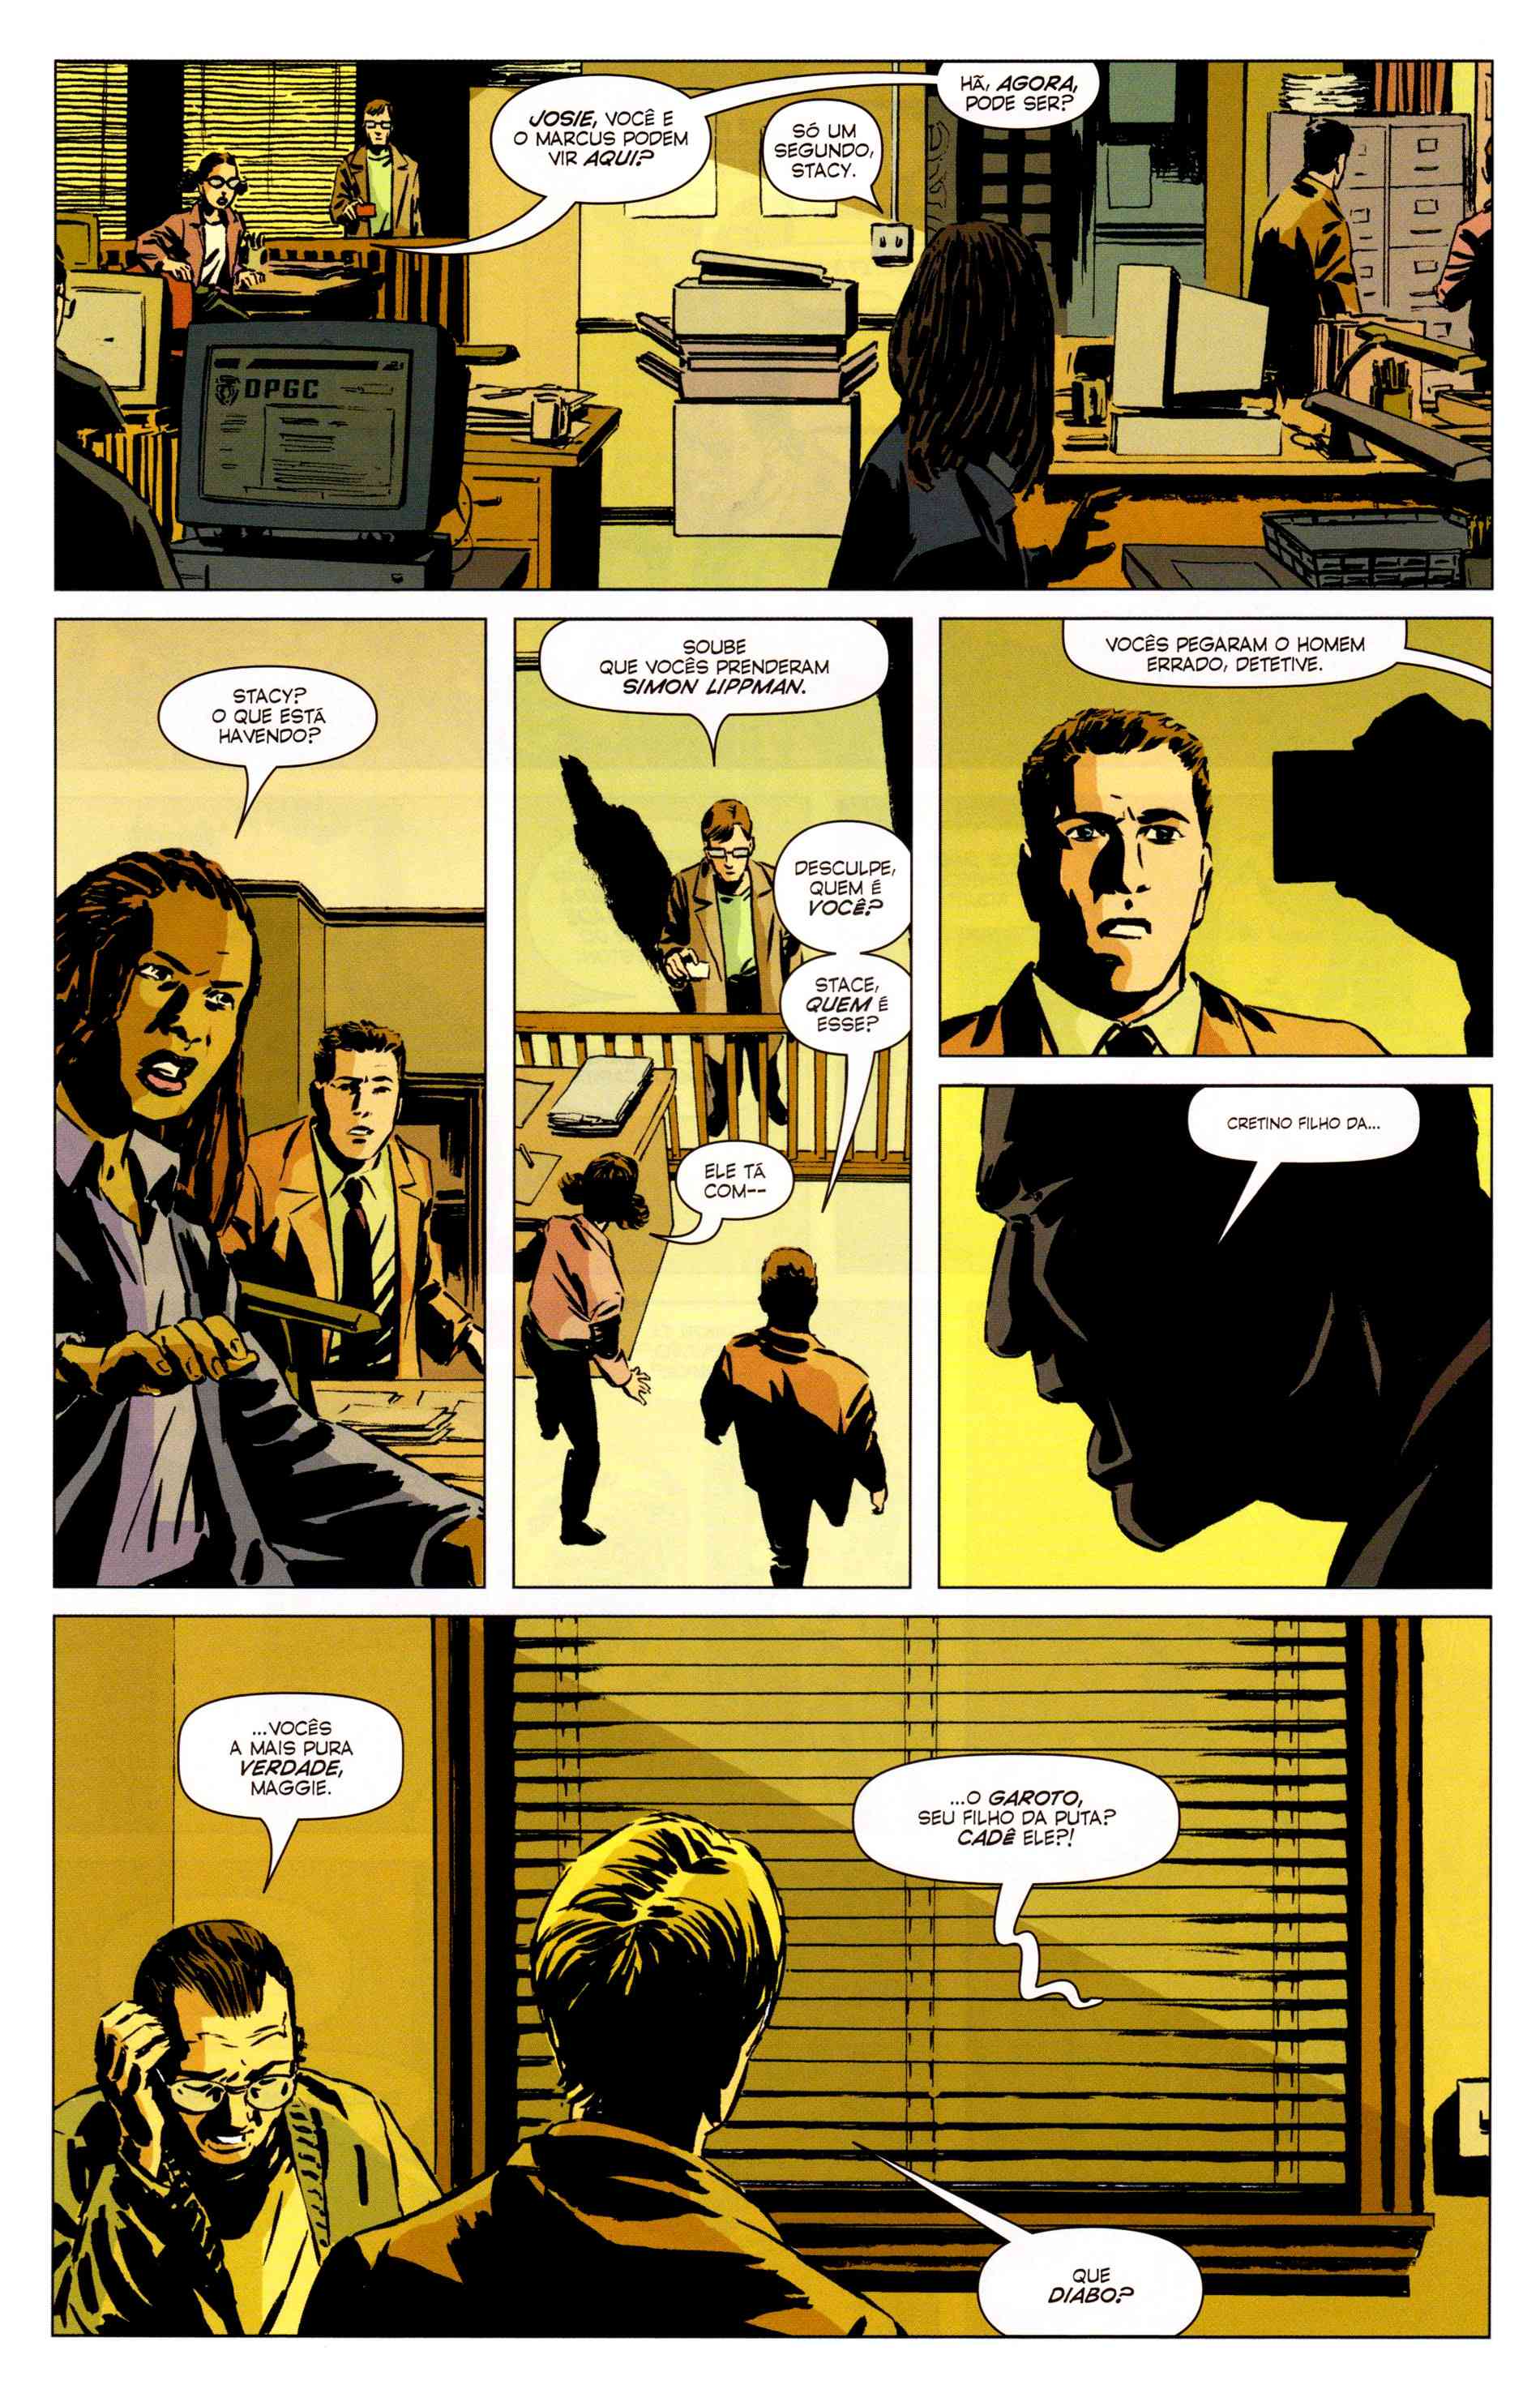 JOSIE, VOCÊ E
O MARCUS PODEM
VIR AQUI?
SÓ UM
SEGUNDO,
STACY.
HÃ, AGORA,
PODE SER?
DPGC
STACY?
O QUE ESTÁ
HAVENDO?
SOUBE
QUE VOCÊS PRENDERAM
SIMON LIPPMAN.
DESCULPE,
QUEM É
VOCÊ?
STACE,
QUEM É
ESSE?
ELE TÁ
COM--
VOCÊS PEGARAM O HOMEM
ERRADO, DETETIVE.
CRETINO FILHO DA...
...VOCÊS
A MAIS PURA
VERDADE,
MAGGIE.
...O GAROTO,
SEU FILHO DA PUTA?
CADÊ ELE?!
QUE
DIABO?